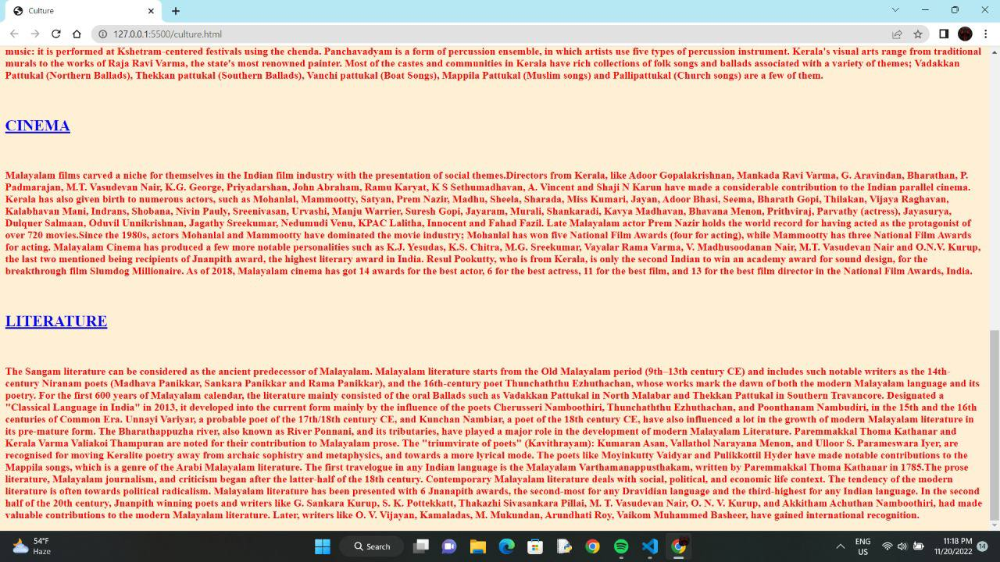 Culture
127.0.0.1:5500/culture.html
music: it is performed at Kshetram-centered festivals using the chenda. Panchavadyam is a form of percussion ensemble, in which artists use five types of percussion instrument. Kerala's visual arts range from traditional
murals to the works of Raja Ravi Varma, the state's most renowned painter. Most of the castes and communities in Kerala have rich collections of folk songs and ballads associated with a variety of themes; Vadakkan
Pattukal (Northern Ballads), Thekkan pattukal (Southern Ballads), Vanchi pattukal (Boat Songs), Mappila Pattukal (Muslim songs) and Pallipattukal (Church songs) are a few of them.
CINEMA
Malayalam films carved a niche for themselves in the Indian film industry with the presentation of social themes.Directors from Kerala, like Adoor Gopalakrishnan, Mankada Ravi Varma, G. Aravindan, Bharathan, P.
Padmarajan, M.T. Vasudevan Nair, K.G. George, Priyadarshan, John Abraham, Ramu Karyat, K S Sethumadhavan, A. Vincent and Shaji N Karun have made a considerable contribution to the Indian parallel cinema.
Kerala has also given birth to numerous actors, such as Mohanlal, Mammootty, Satyan, Prem Nazir, Madhu, Sheela, Sharada, Miss Kumari, Jayan, Adoor Bhasi, Seema, Bharath Gopi, Thilakan, Vijaya Raghavan,
Kalabhavan Mani, Indrans, Shobana, Nivin Pauly, Sreenivasan, Urvashi, Manju Warrier, Suresh Gopi, Jayaram, Murali, Shankaradi, Kavya Madhavan, Bhavana Menon, Prithviraj, Parvathy (actress), Jayasurya,
Dulquer Salmaan, Oduvil Unnikrishnan, Jagathy Sreekumar, Nedumudi Venu, KPAC Lalitha, Innocent and Fahad Fazil. Late Malayalam actor Prem Nazir holds the world record for having acted as the protagonist of
over 720 movies.Since the 1980s, actors Mohanlal and Mammootty have dominated the movie industry; Mohanlal has won five National Film Awards (four for acting), while Mammootty has three National Film Awards
for acting. Malayalam Cinema has produced a few more notable personalities such as K.J. Yesudas, K.S. Chitra, M.G. Sreekumar, Vayalar Rama Varma, V. Madhusoodanan Nair, M.T. Vasudevan Nair and O.N.V. Kurup,
the last two mentioned being recipients of Jnanpith award, the highest literary award in India. Resul Pookutty, who is from Kerala, is only the second Indian to win an academy award for sound design, for the
breakthrough film Slumdog Millionaire. As of 2018, Malayalam cinema has got 14 awards for the best actor, 6 for the best actress, 11 for the best film, and 13 for the best film director in the National Film Awards, India.
LITERATURE
The Sangam literature can be considered as the ancient predecessor of Malayalam. Malayalam literature starts from the Old Malayalam period (9th–13th century CE) and includes such notable writers as the 14th-
century Niranam poets (Madhava Panikkar, Sankara Panikkar and Rama Panikkar), and the 16th-century poet Thunchaththu Ezhuthachan, whose works mark the dawn of both the modern Malayalam language and its
poetry. For the first 600 years of Malayalam calendar, the literature mainly consisted of the oral Ballads such as Vadakkan Pattukal in North Malabar and Thekkan Pattukal in Southern Travancore. Designated a
"Classical Language in India" in 2013, it developed into the current form mainly by the influence of the poets Cherusseri Namboothiri, Thunchaththu Ezhuthachan, and Poonthanam Nambudiri, in the 15th and the 16th
centuries of Common Era. Unnayi Variyar, a probable poet of the 17th/18th century CE, and Kunchan Nambiar, a poet of the 18th century CE, have also influenced a lot in the growth of modern Malayalam literature in
its pre-mature form. The Bharathappuzha river, also known as River Ponnani, and its tributaries, have played a major role in the development of modern Malayalam Literature. Paremmakkal Thoma Kathanar and
Kerala Varma Valiakoi Thampuran are noted for their contribution to Malayalam prose. The "triumvirate of poets" (Kavithrayam): Kumaran Asan, Vallathol Narayana Menon, and Ulloor S. Parameswara Iyer, are
recognised for moving Keralite poetry away from archaic sophistry and metaphysics, and towards a more lyrical mode. The poets like Moyinkutty Vaidyar and Pulikkottil Hyder have made notable contributions to the
Mappila songs, which is a genre of the Arabi Malayalam literature. The first travelogue in any Indian language is the Malayalam Varthamanappusthakam, written by Paremmakkal Thoma Kathanar in 1785.The prose
literature, Malayalam journalism, and criticism began after the latter-half of the 18th century. Contemporary Malayalam literature deals with social, political, and economic life context. The tendency of the modern
literature is often towards political radicalism. Malayalam literature has been presented with 6 Jnanapith awards, the second-most for any Dravidian language and the third-highest for any Indian language. In the second
half of the 20th century, Jnanpith winning poets and writers like G. Sankara Kurup, S. K. Pottekkatt, Thakazhi Sivasankara Pillai, M. T. Vasudevan Nair, O. N. V. Kurup, and Akkitham Achuthan Namboothiri, had made
valuable contributions to the modern Malayalam literature. Later, writers like O. V. Vijayan, Kamaladas, M. Mukundan, Arundhati Roy, Vaikom Muhammed Basheer, have gained international recognition.
54°F
Haze
Search
ENG
US
11:18 PM
11/20/2022
14